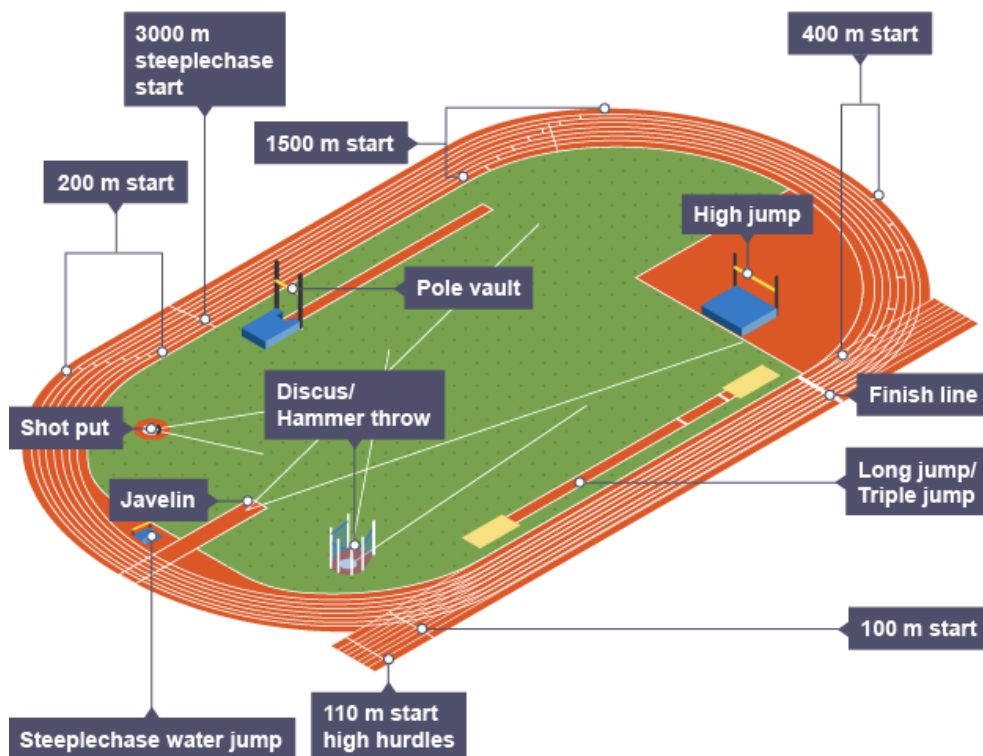 3000 m
steeplechase
start
400 m start
1500 m start
200 m start
High jump
Pole vault
Discus/
Hammer throw
Finish line
Shot put
Long jump/
Triple jump
Javelin
100 m start
110 m start
high hurdles
Steeplechase water jump